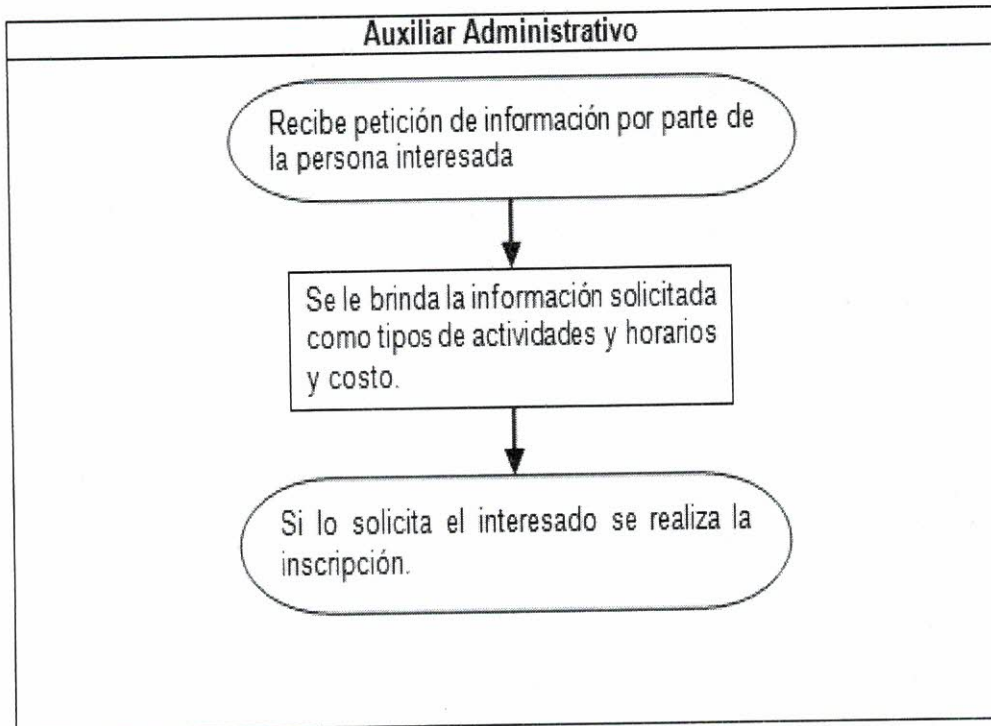 Auxiliar Administrativo
Recibe petición de información por parte de
la persona interesada
Se le brinda la información solicitada
como tipos de actividades y horarios
y costo.
Si lo solicita el interesado se realiza la
inscripción.